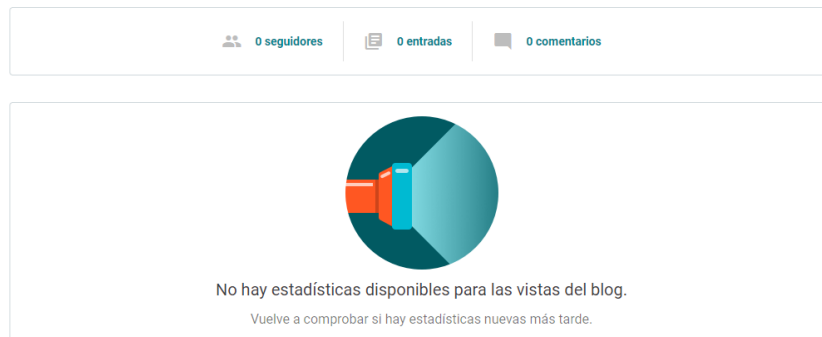 0 seguidores 0 entradas 0 comentarios
No hay estadísticas disponibles para las vistas del blog.
Vuelve a comprobar si hay estadísticas nuevas más tarde.